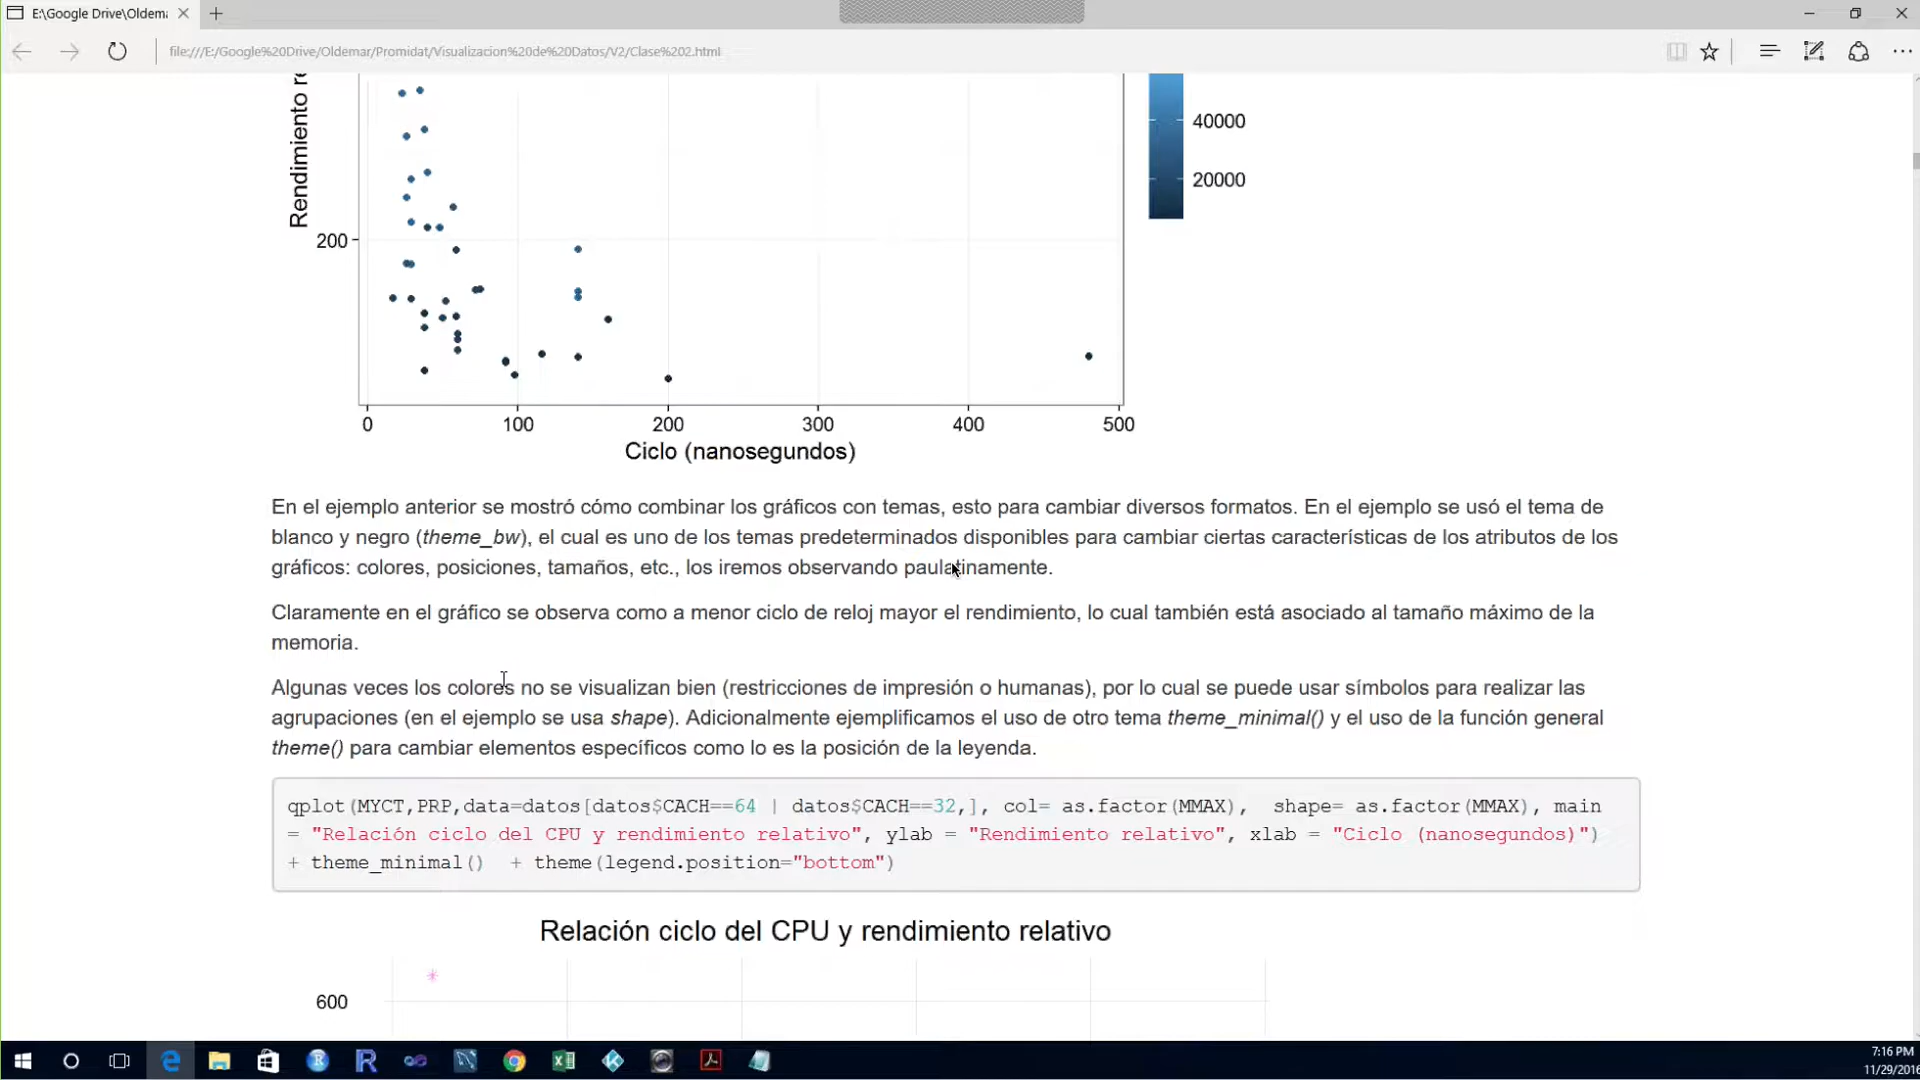 E:\Google Drive\Oldema
file:///E:/Google%20Drive/Oldemar/Promidat/Visualizacion%20de%20Datos/V2/Clase%202.html
40000
20000
Rendimiento re
200
0 100 200 300 400 500
Ciclo (nanosegundos)
En el ejemplo anterior se mostró cómo combinar los gráficos con temas, esto para cambiar diversos formatos. En el ejemplo se usó el tema de
blanco y negro (theme_bw), el cual es uno de los temas predeterminados disponibles para cambiar ciertas características de los atributos de los
gráficos: colores, posiciones, tamaños, etc., los iremos observando paulatinamente.
Claramente en el gráfico se observa como a menor ciclo de reloj mayor el rendimiento, lo cual también está asociado al tamaño máximo de la
memoria.
Algunas veces los colores no se visualizan bien (restricciones de impresión o humanas), por lo cual se puede usar símbolos para realizar las
agrupaciones (en el ejemplo se usa shape). Adicionalmente ejemplificamos el uso de otro tema theme_minimal() y el uso de la función general
theme() para cambiar elementos específicos como lo es la posición de la leyenda.
qplot(MYCT,PRP,data=datos[datos$CACH==64 | datos$CACH==32,], col= as.factor(MMAX), shape= as.factor(MMAX), main
= "Relación ciclo del CPU y rendimiento relativo", ylab = "Rendimiento relativo", xlab = "Ciclo (nanosegundos)")
+ theme_minimal() + theme(legend.position="bottom")
Relación ciclo del CPU y rendimiento relativo
600
7:16 PM
11/29/2016